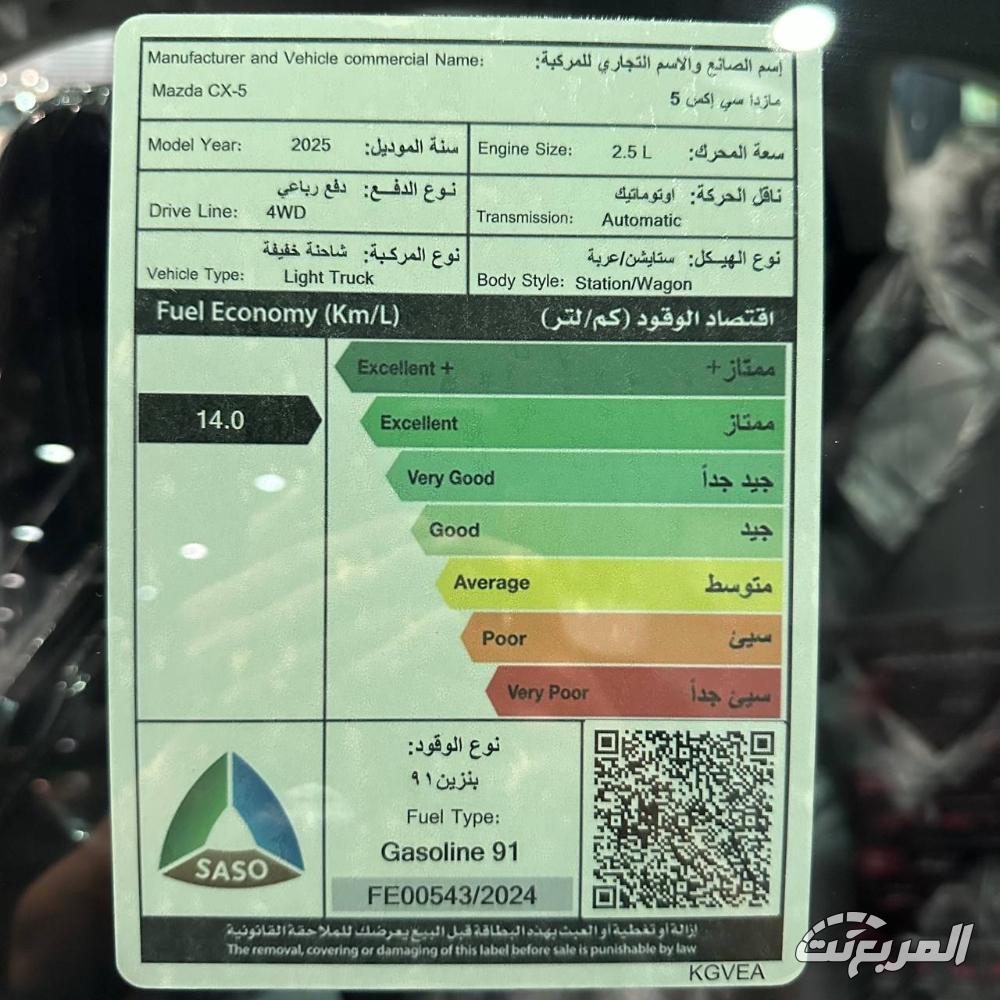 Manufacturer and Vehicle commercial Name: إسم الصانع والاسم التجاري للمركبة:
Mazda CX-5 مازدا سي إكس 5
Model Year: 2025 سنة الموديل: Engine Size: 2.5 L سعة المحرك:
نوع الدفـع: دفع رباعي
Drive Line: 4WD
ناقل الحركة: اوتوماتيك
Transmission: Automatic
نوع المركبة: شاحنة خفيفة
Vehicle Type: Light Truck
نوع الهيـكل: ستايشن/عربة
Body Style: Station/Wagon
Fuel Economy (Km/L) اقتصاد الوقود (كم/لتر)
Excellent + ممتاز+
14.0
Excellent ممتاز
Very Good جيد جداً
Good جيد
Average متوسط
Poor سيئ
Very Poor سيئ جداً
نوع الوقود:
بنزين ٩١
Fuel Type:
Gasoline 91
FE00543/2024
SASO
إزالة أو تغطية أو العبث بهذه البطاقة قبل البيع يعرضك للملاحقة القانونية
The removal, covering or damaging of this label before sale is punishable by law
KGVEA
المربع نت